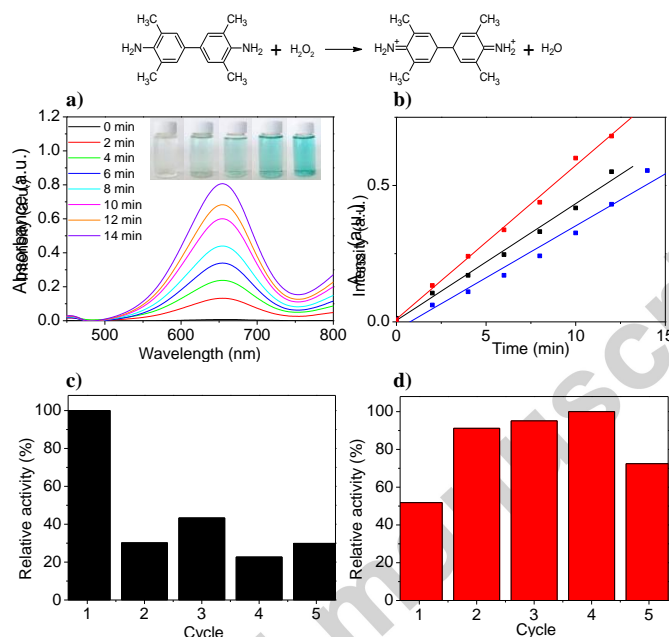 CH₃ CH₃ CH₃ CH₃
H₂N NH₂ + H₂O₂ H₂N⁺ NH₂⁺ + H₂O
H₃C CH₃ CH₃ CH₃
a)
1.2
1.0
0.8
0.6
0.4
0.2
0.0
500 600 700 800
Wavelength (nm)
0 min
2 min
4 min
6 min
8 min
10 min
12 min
14 min
b)
0.5
0.0
0 5 10 15
Time (min)
c)
Relative activity (%)
100
80
60
40
20
0
1 2 3 4 5
Cycle
d)
Relative activity (%)
100
80
60
40
20
0
1 2 3 4 5
Cycle